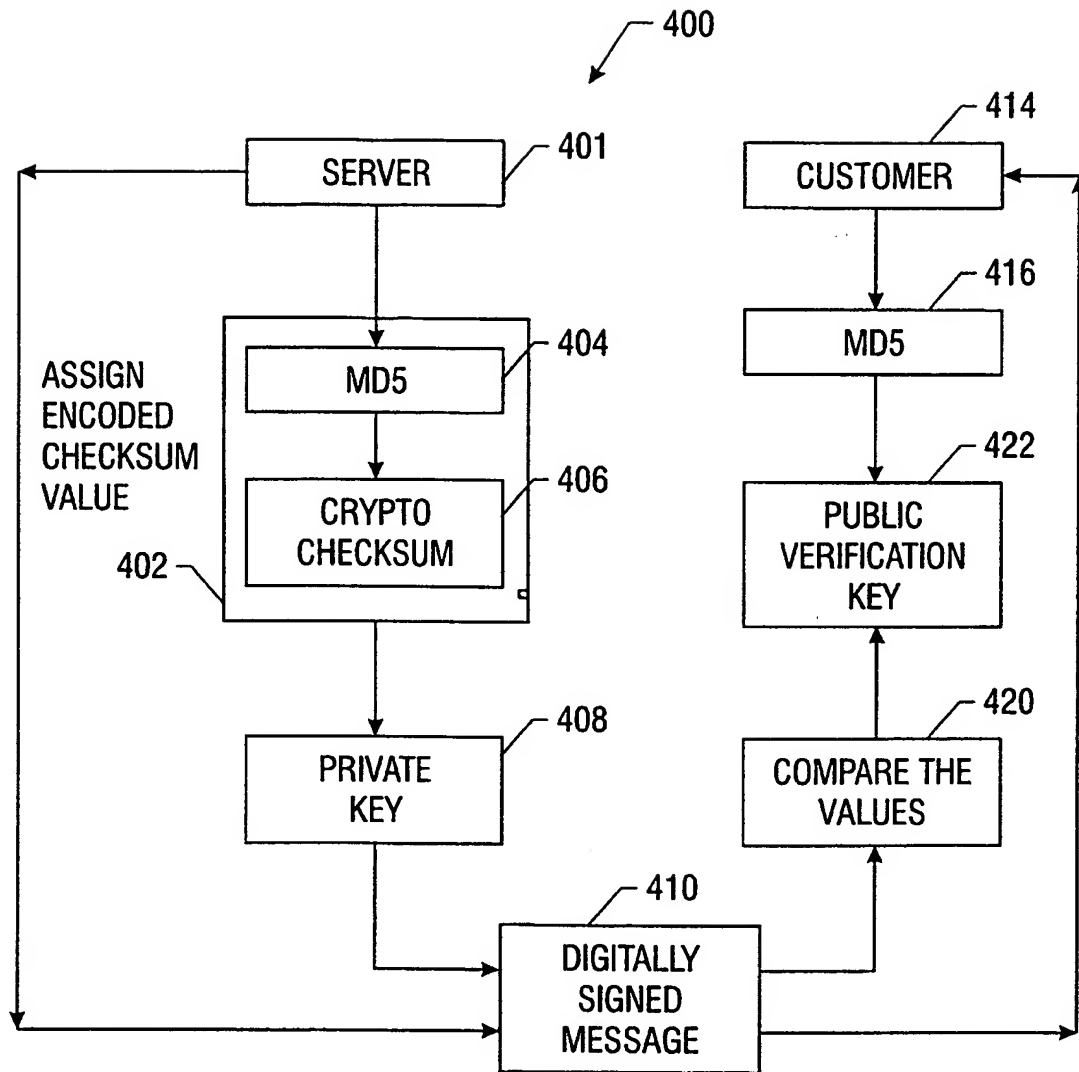 400
SERVER
401
ASSIGN
ENCODED
CHECKSUM
VALUE
402
MD5
404
CRYPTO
CHECKSUM
406
PRIVATE
KEY
408
DIGITALLY
SIGNED
MESSAGE
410
CUSTOMER
414
MD5
416
PUBLIC
VERIFICATION
KEY
422
COMPARE THE
VALUES
420